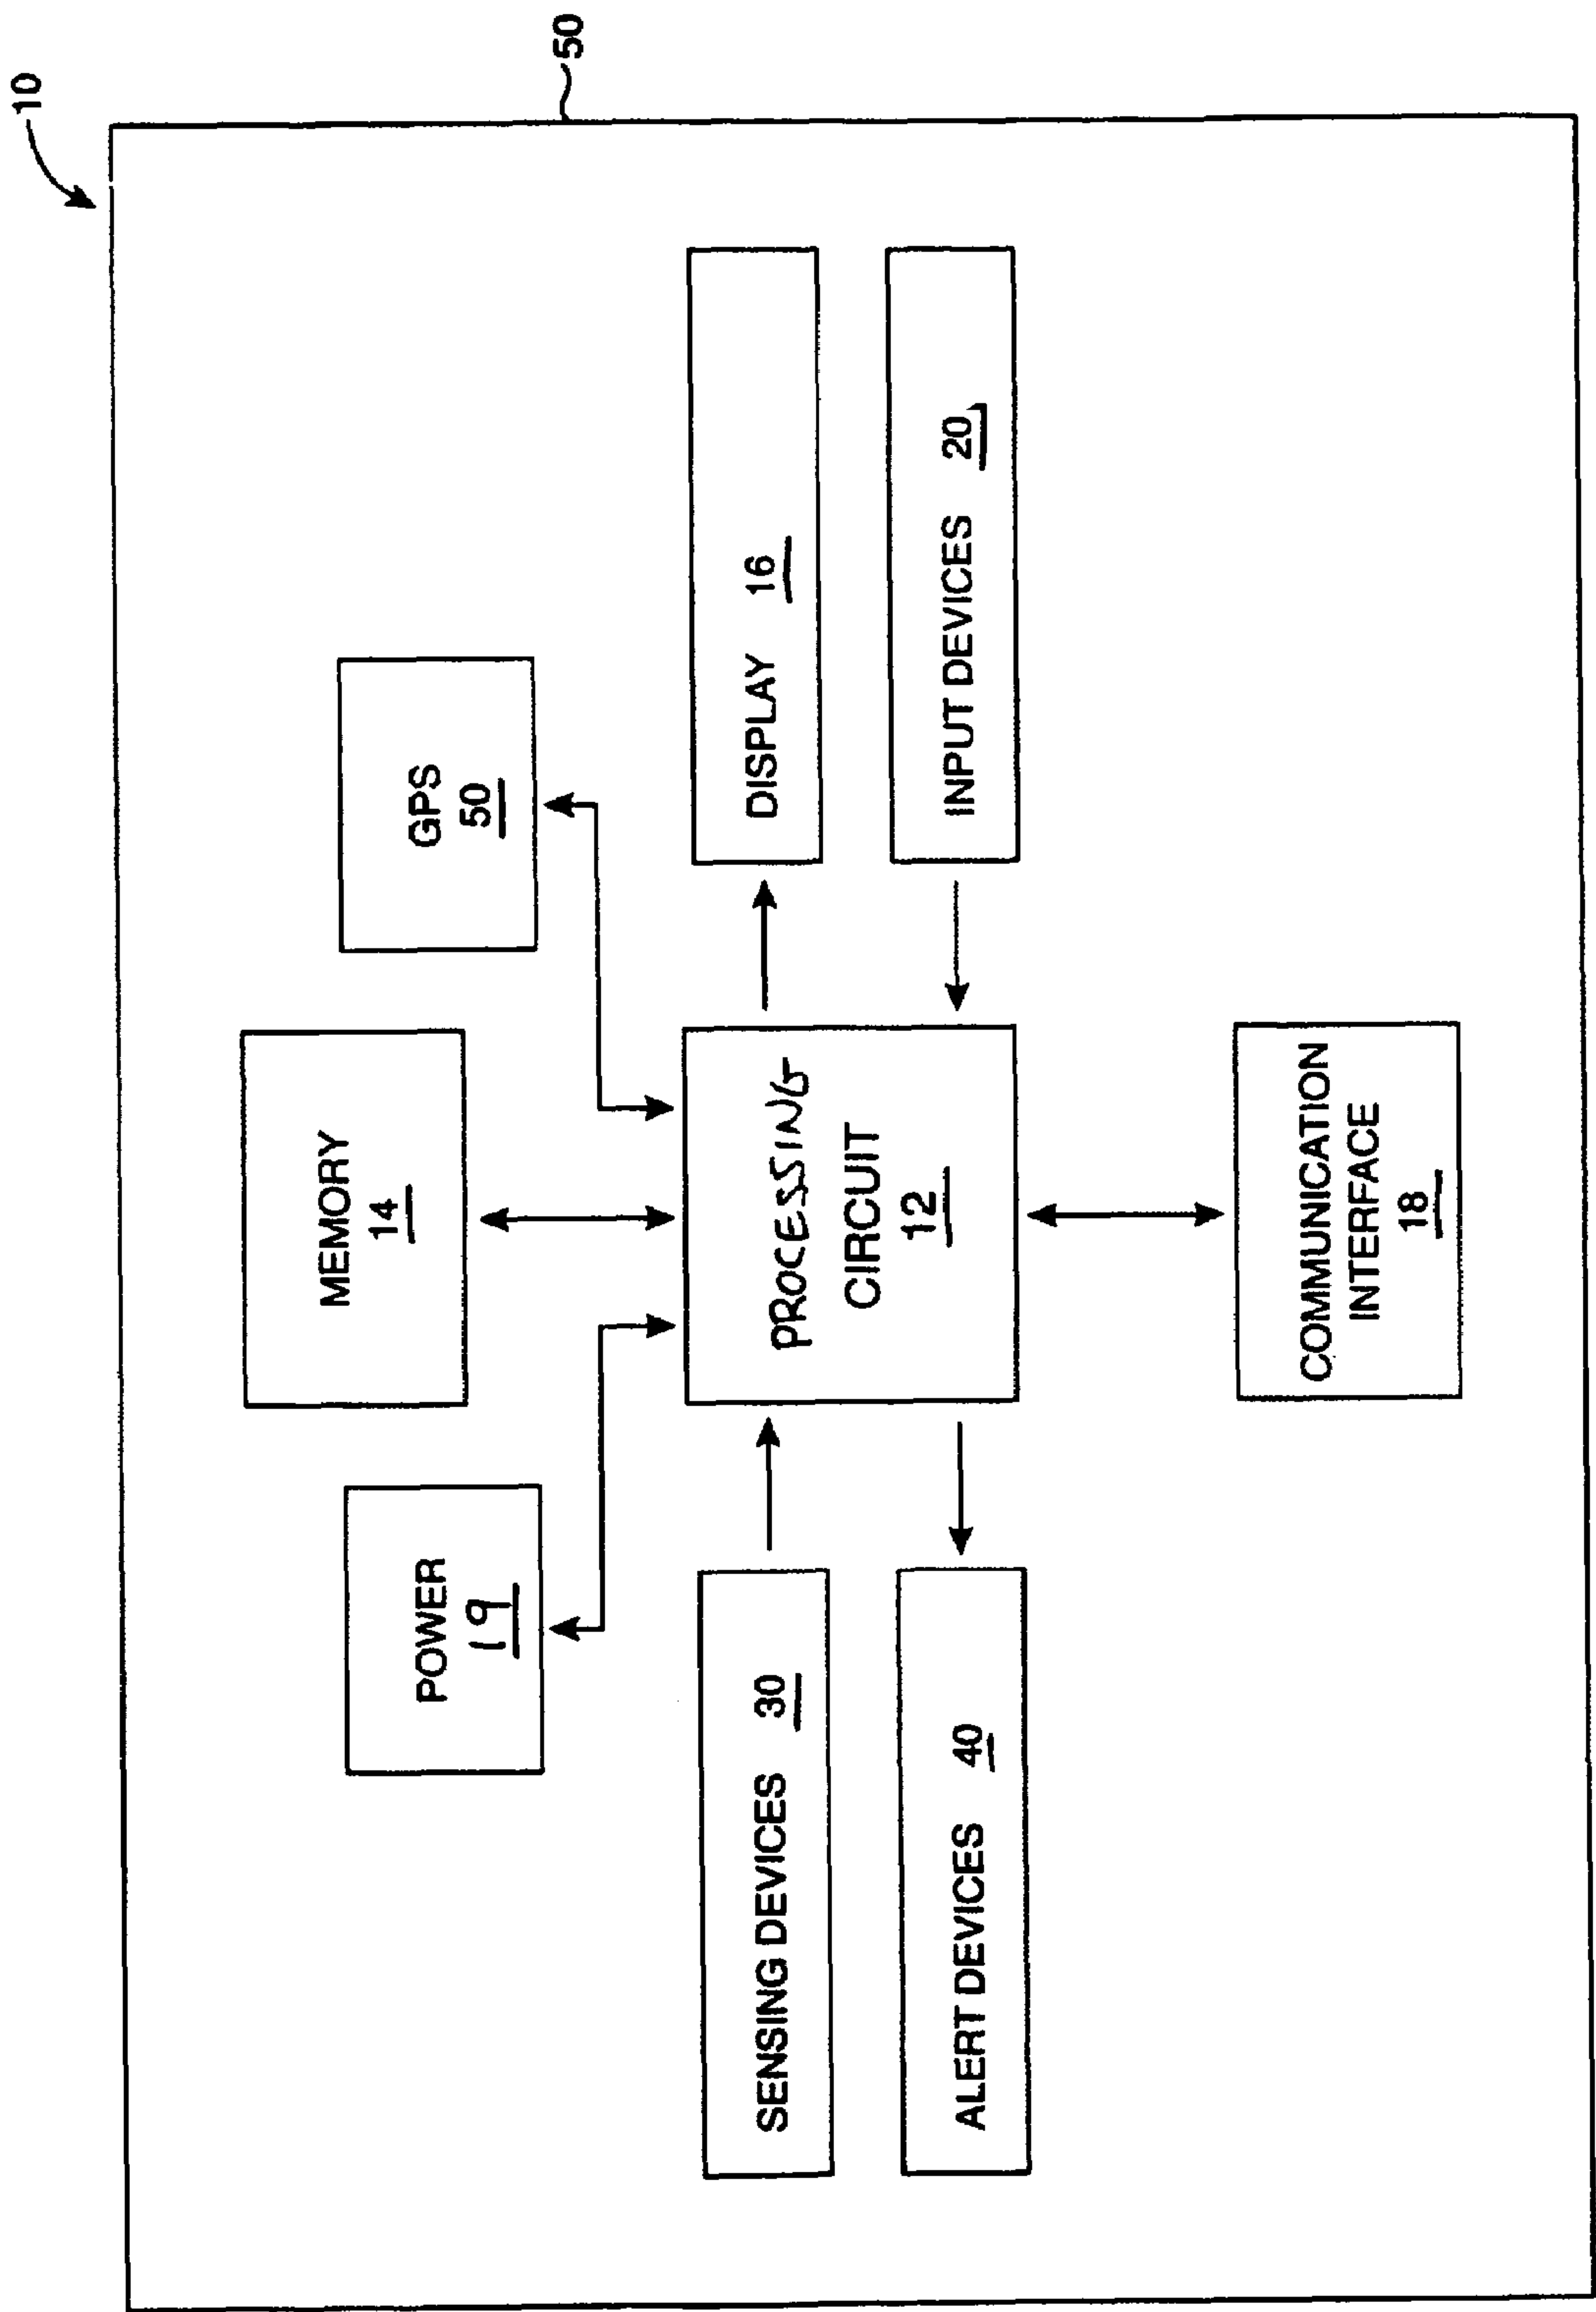 10
50
MEMORY
14
POWER
19
GPS
50
SENSING DEVICES 30
PROCESSING
CIRCUIT
12
DISPLAY 16
ALERT DEVICES 40
INPUT DEVICES 20
COMMUNICATION
INTERFACE
18